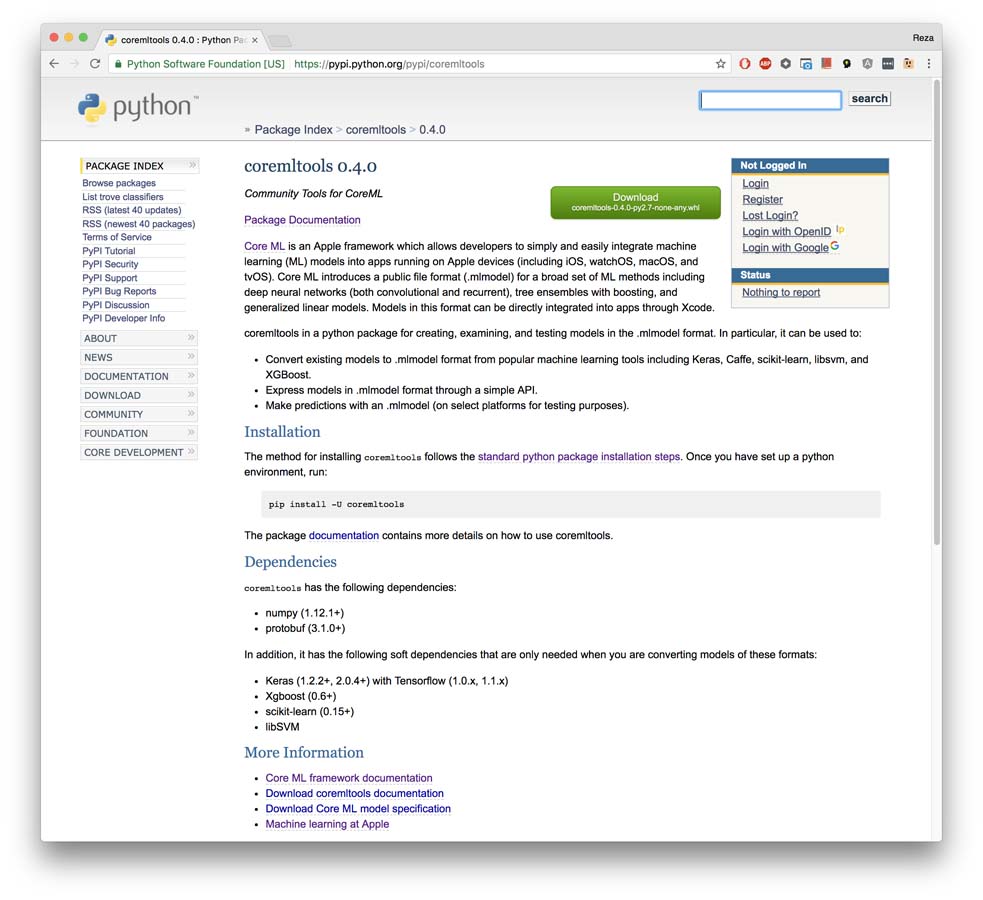 coremltools 0.4.0 : Python Pac
Reza
Python Software Foundation [US] https://pypi.python.org/pypi/coremltools
ABP
python™
search
» Package Index > coremltools > 0.4.0
PACKAGE INDEX »
Browse packages
List trove classifiers
RSS (latest 40 updates)
RSS (newest 40 packages)
Terms of Service
PyPI Tutorial
PyPI Security
PyPI Support
PyPI Bug Reports
PyPI Discussion
PyPI Developer Info
ABOUT »
NEWS »
DOCUMENTATION »
DOWNLOAD »
COMMUNITY »
FOUNDATION »
CORE DEVELOPMENT »
coremltools 0.4.0
Community Tools for CoreML
Download
coremltools-0.4.0-py2.7-none-any.whl
Package Documentation
Core ML is an Apple framework which allows developers to simply and easily integrate machine
learning (ML) models into apps running on Apple devices (including iOS, watchOS, macOS, and
tvOS). Core ML introduces a public file format (.mlmodel) for a broad set of ML methods including
deep neural networks (both convolutional and recurrent), tree ensembles with boosting, and
generalized linear models. Models in this format can be directly integrated into apps through Xcode.
coremltools in a python package for creating, examining, and testing models in the .mlmodel format. In particular, it can be used to:
• Convert existing models to .mlmodel format from popular machine learning tools including Keras, Caffe, scikit-learn, libsvm, and
XGBoost.
• Express models in .mlmodel format through a simple API.
• Make predictions with an .mlmodel (on select platforms for testing purposes).
Installation
The method for installing coremltools follows the standard python package installation steps. Once you have set up a python
environment, run:
pip install -U coremltools
The package documentation contains more details on how to use coremltools.
Dependencies
coremltools has the following dependencies:
• numpy (1.12.1+)
• protobuf (3.1.0+)
In addition, it has the following soft dependencies that are only needed when you are converting models of these formats:
• Keras (1.2.2+, 2.0.4+) with Tensorflow (1.0.x, 1.1.x)
• Xgboost (0.6+)
• scikit-learn (0.15+)
• libSVM
More Information
• Core ML framework documentation
• Download coremltools documentation
• Download Core ML model specification
• Machine learning at Apple
Not Logged In
Login
Register
Lost Login?
Login with OpenID lp
Login with Google G
Status
Nothing to report